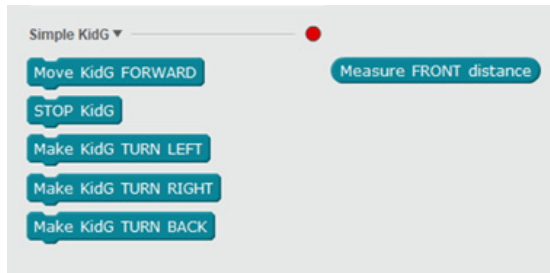 Simple KidG
Move KidG FORWARD
Measure FRONT distance
STOP KidG
Make KidG TURN LEFT
Make KidG TURN RIGHT
Make KidG TURN BACK